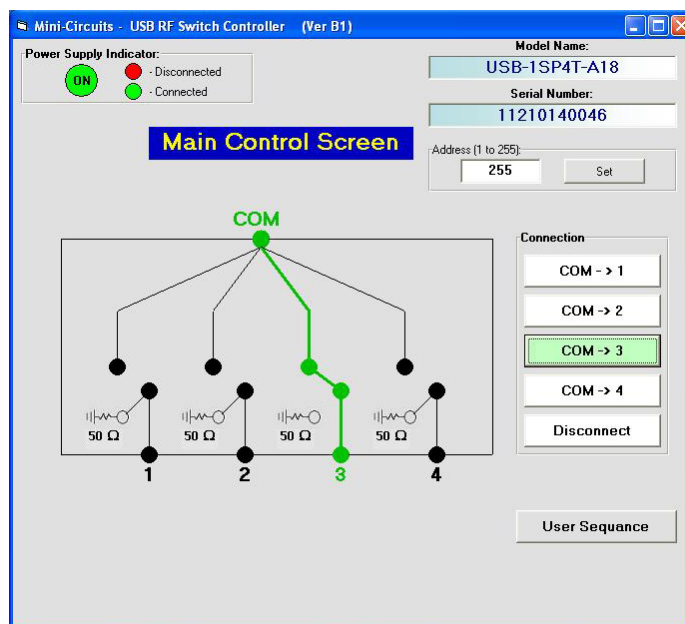 Mini-Circuits - USB RF Switch Controller (Ver B1)
Power Supply Indicator:
ON
- Disconnected
- Connected
Model Name:
USB-1SP4T-A18
Serial Number:
11210140046
Main Control Screen
Address (1 to 255):
255
Set
COM
Connection
COM -> 1
COM -> 2
COM -> 3
COM -> 4
Disconnect
50 Ω
50 Ω
50 Ω
50 Ω
1
2
3
4
User Sequance